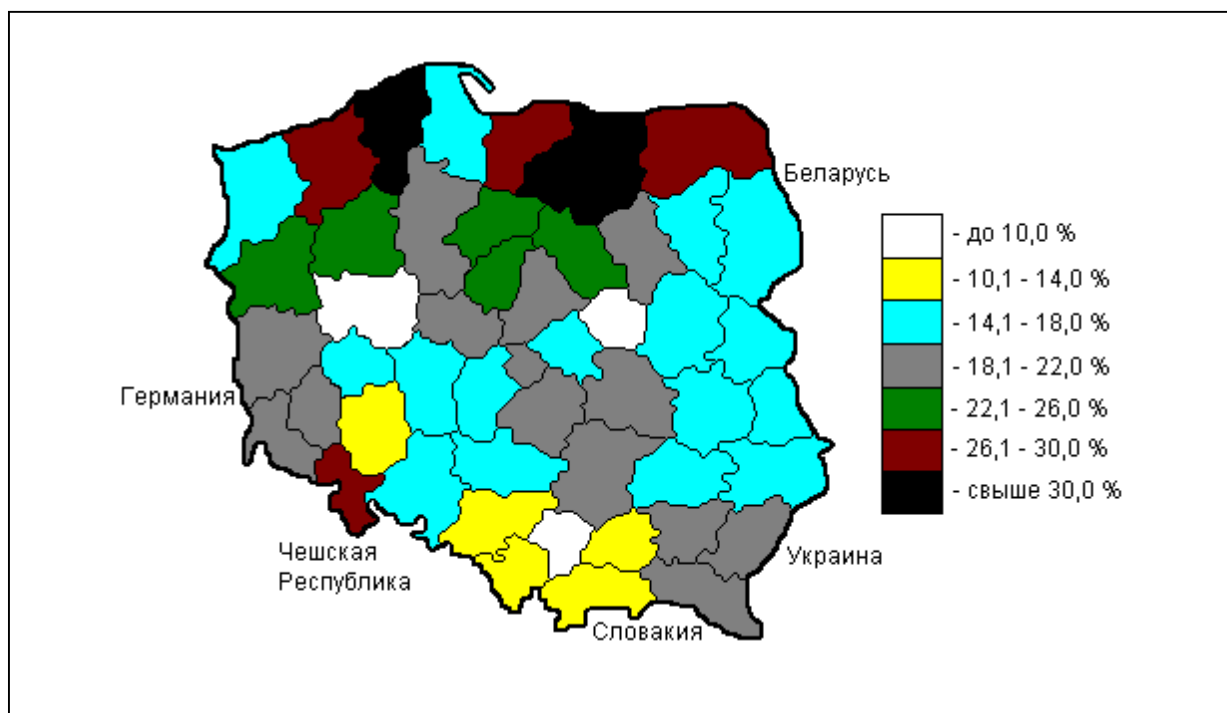 Беларусь
- до 10,0 %
- 10,1 - 14,0 %
- 14,1 - 18,0 %
- 18,1 - 22,0 %
- 22,1 - 26,0 %
- 26,1 - 30,0 %
- свыше 30,0 %
Германия
Чешская
Республика
Украина
Словакия